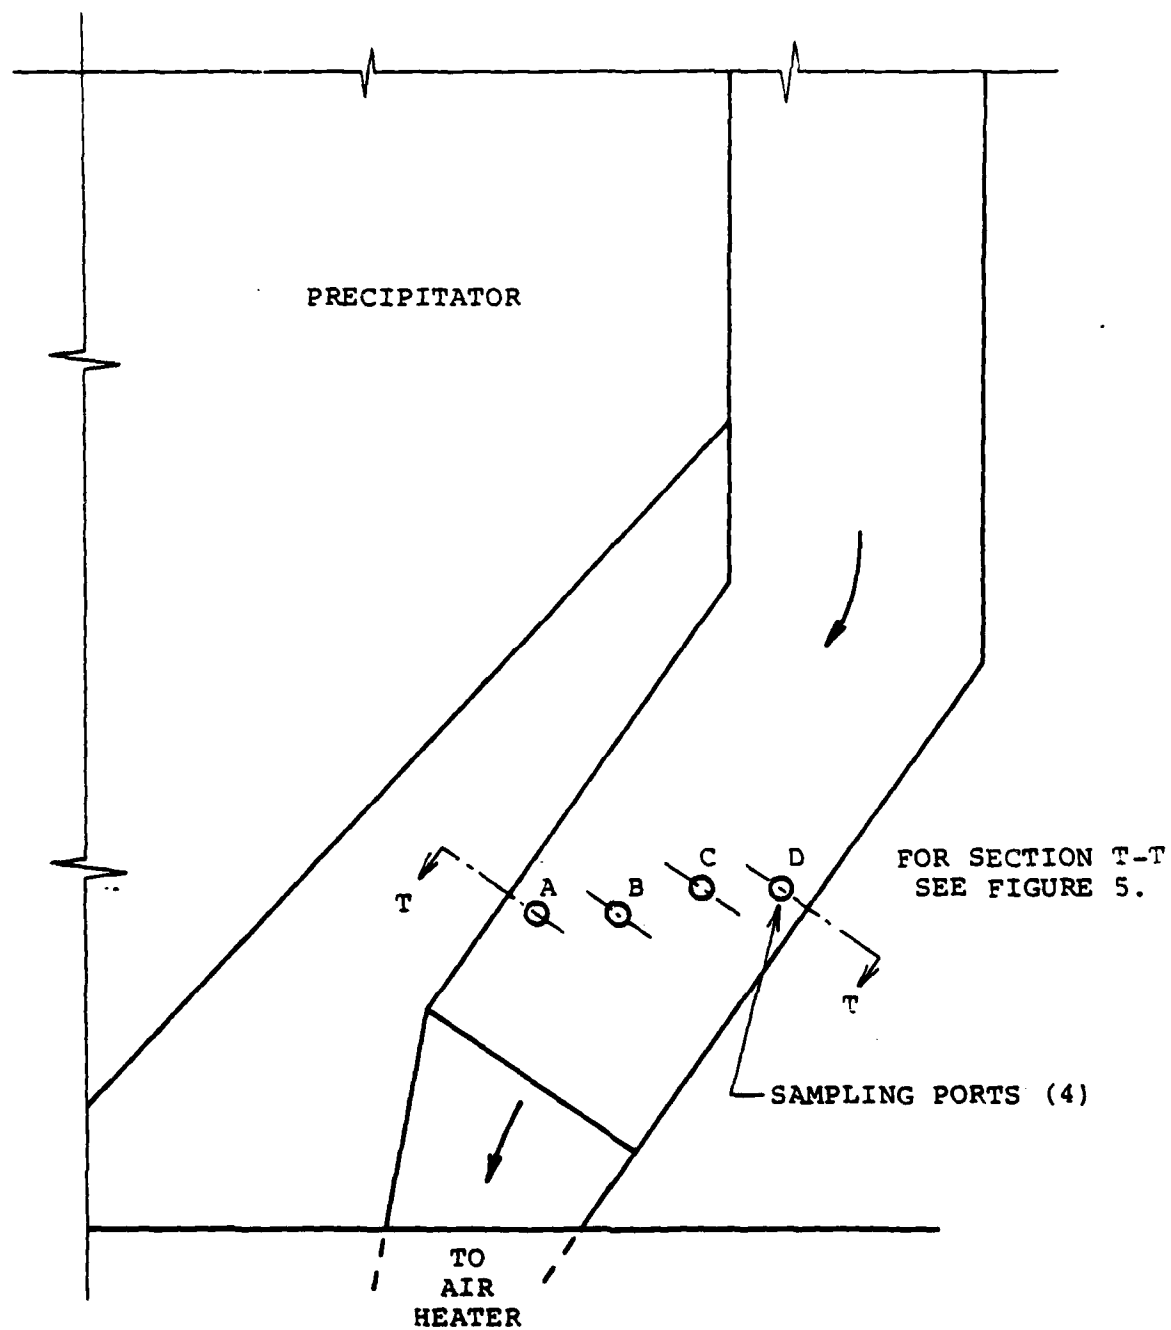 PRECIPITATOR
A
B
C
D
FOR SECTION T-T
SEE FIGURE 5.
T
T
SAMPLING PORTS (4)
TO
AIR
HEATER